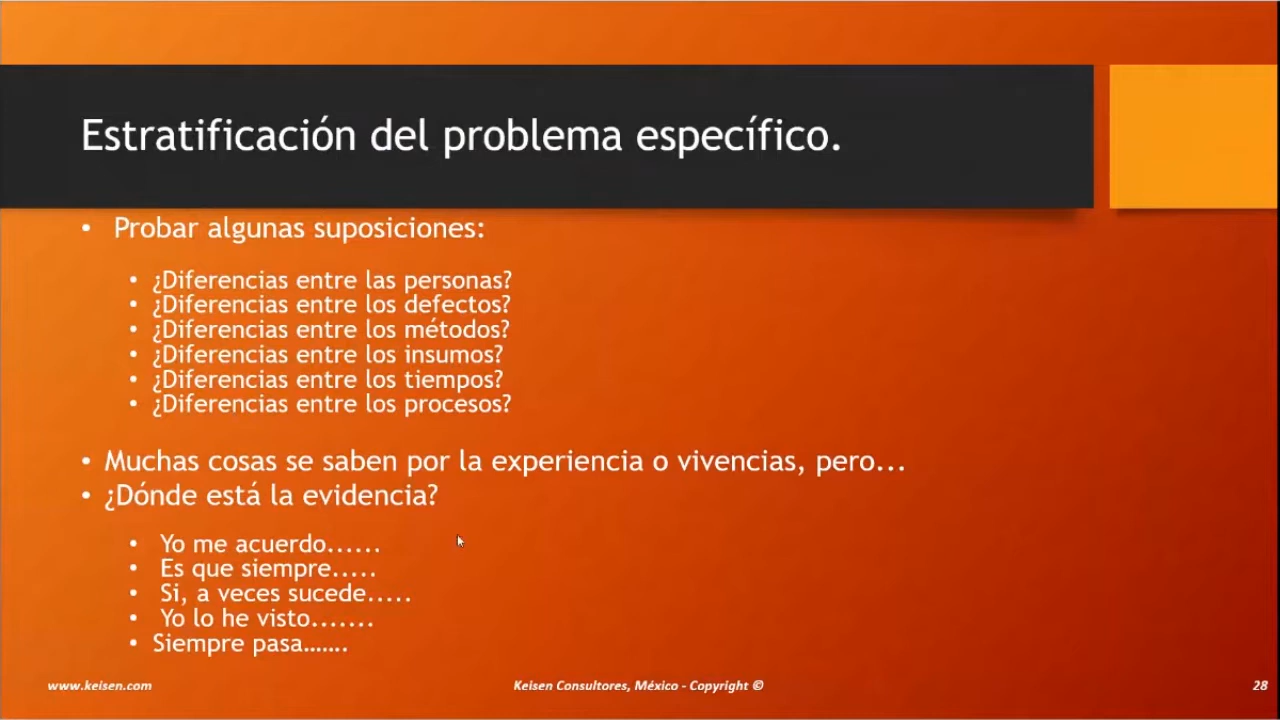 Estratificación del problema específico.
• Probar algunas suposiciones:
• ¿Diferencias entre las personas?
• ¿Diferencias entre los defectos?
• ¿Diferencias entre los métodos?
• ¿Diferencias entre los insumos?
• ¿Diferencias entre los tiempos?
• ¿Diferencias entre los procesos?
• Muchas cosas se saben por la experiencia o vivencias, pero...
• ¿Dónde está la evidencia?
• Yo me acuerdo......
• Es que siempre.....
• Si, a veces sucede.....
• Yo lo he visto.......
• Siempre pasa…….
www.keisen.com
Keisen Consultores, México - Copyright ©
28